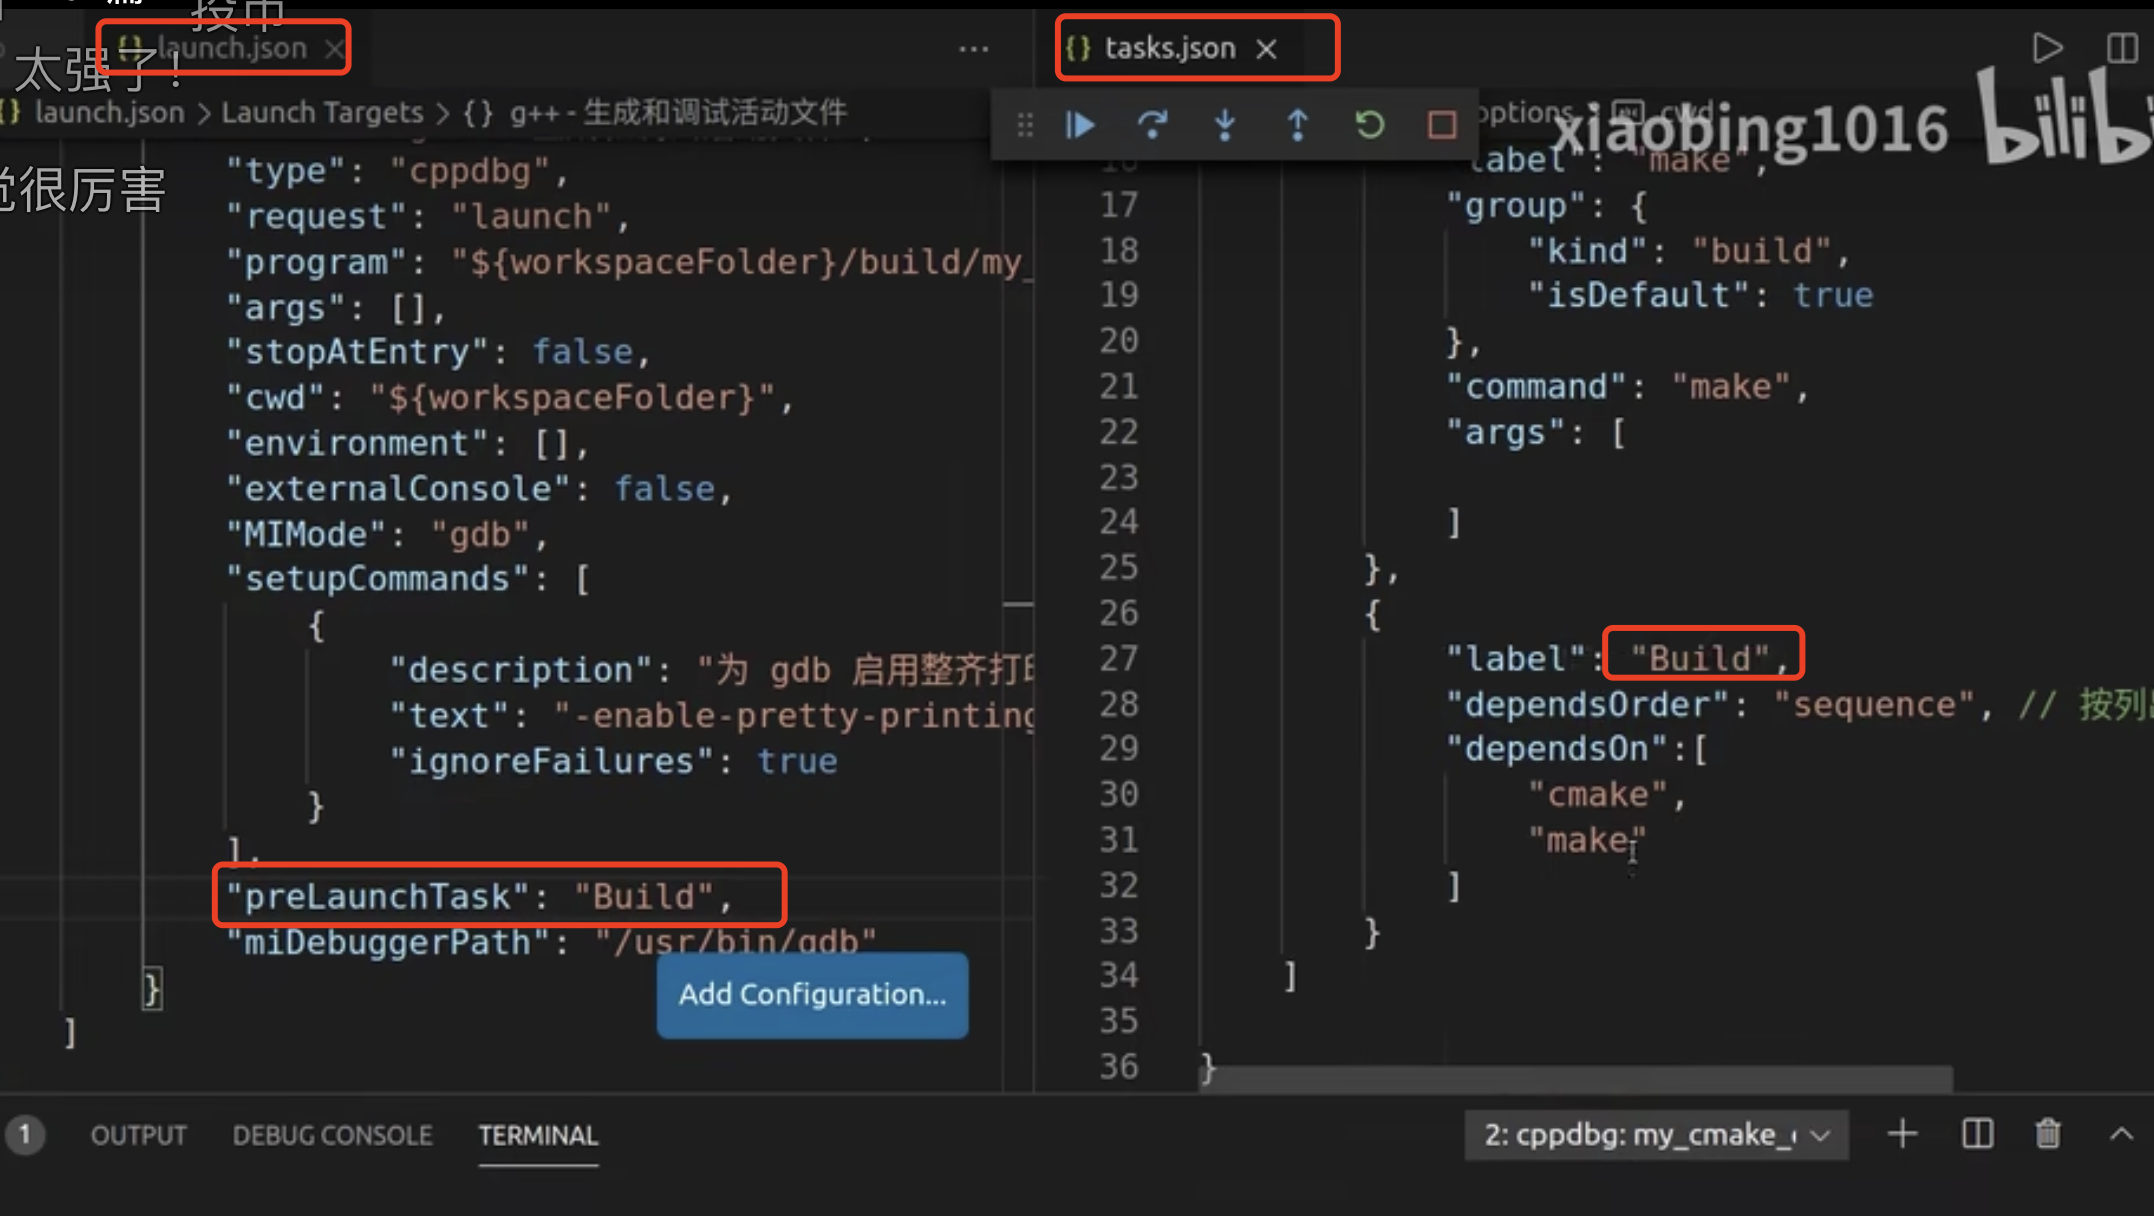 投币
launch.json
太强了!
tasks.json
launch.json > Launch Targets > {} g++ - 生成和调试活动文件
options
cwd
xiaobing1016
觉很厉害
"type": "cppdbg",
"request": "launch",
"program": "${workspaceFolder}/build/my_
"args": [],
"stopAtEntry": false,
"cwd": "${workspaceFolder}",
"environment": [],
"externalConsole": false,
"MIMode": "gdb",
"setupCommands": [
{
"description": "为 gdb 启用整齐打印
"text": "-enable-pretty-printing
"ignoreFailures": true
}
],
"preLaunchTask": "Build",
"miDebuggerPath": "/usr/bin/gdb"
}
]
Add Configuration...
16 "label": "make",
17 "group": {
18 "kind": "build",
19 "isDefault": true
20 },
21 "command": "make",
22 "args": [
23
24 ]
25 },
26 {
27 "label": "Build",
28 "dependsOrder": "sequence", // 按列
29 "dependsOn":[
30 "cmake",
31 "make"
32 ]
33 }
34 ]
35
36 }
1 OUTPUT DEBUG CONSOLE TERMINAL
2: cppdbg: my_cmake_